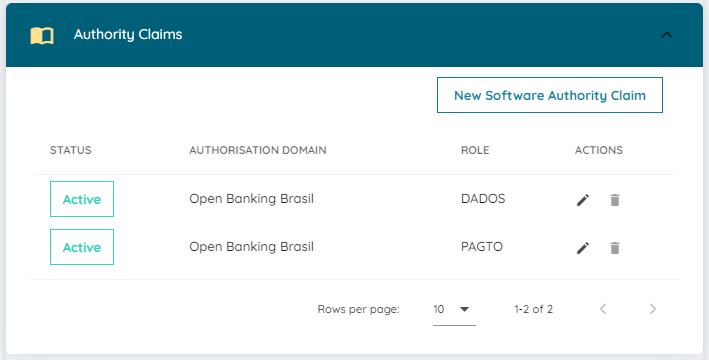 Authority Claims
New Software Authority Claim
STATUS AUTHORISATION DOMAIN ROLE ACTIONS
Active Open Banking Brasil DADOS
Active Open Banking Brasil PAGTO
Rows per page: 10 1-2 of 2